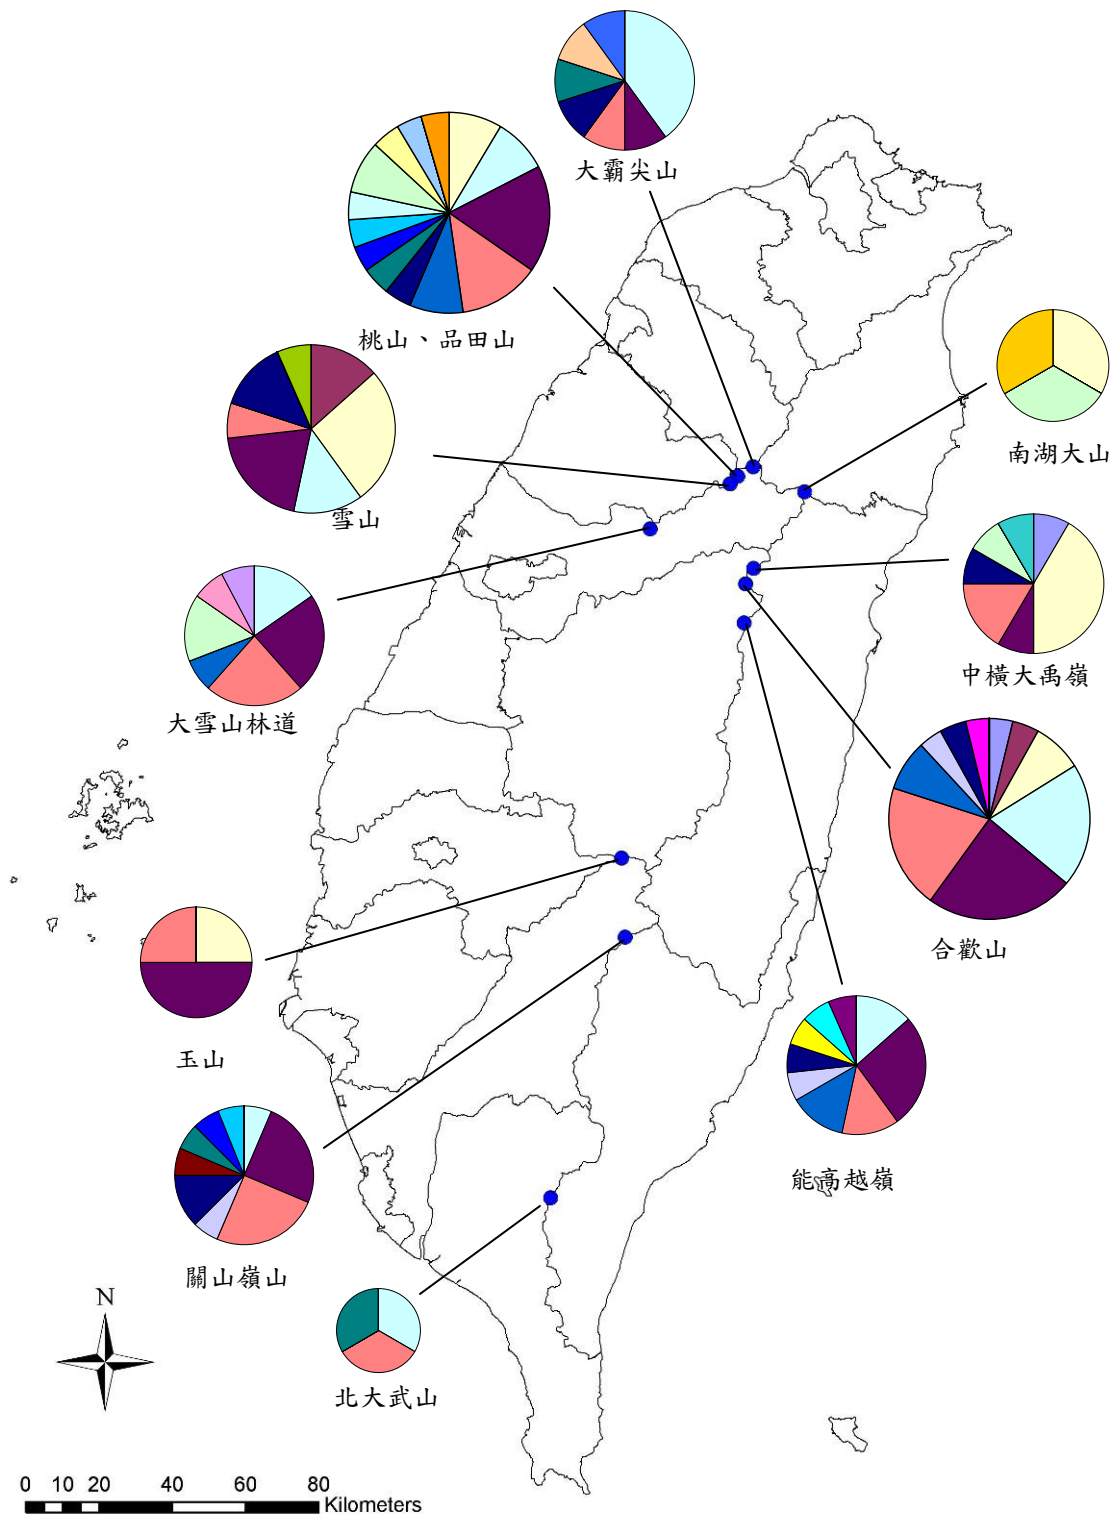 大霸尖山
桃山、品田山
南湖大山
雪山
中橫大禹嶺
大雪山林道
合歡山
玉山
能高越嶺
關山嶺山
N
北大武山
0 10 20 40 60 80
Kilometers